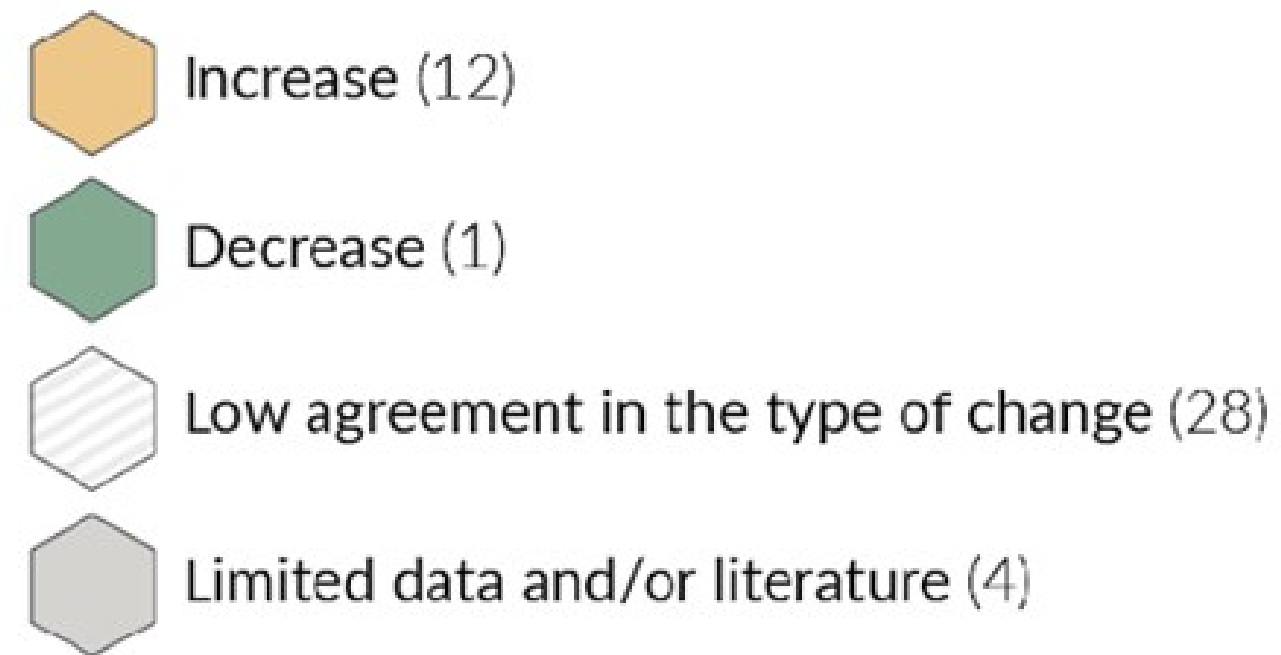 Increase (12)
Decrease (1)
Low agreement in the type of change (28)
Limited data and/or literature (4)